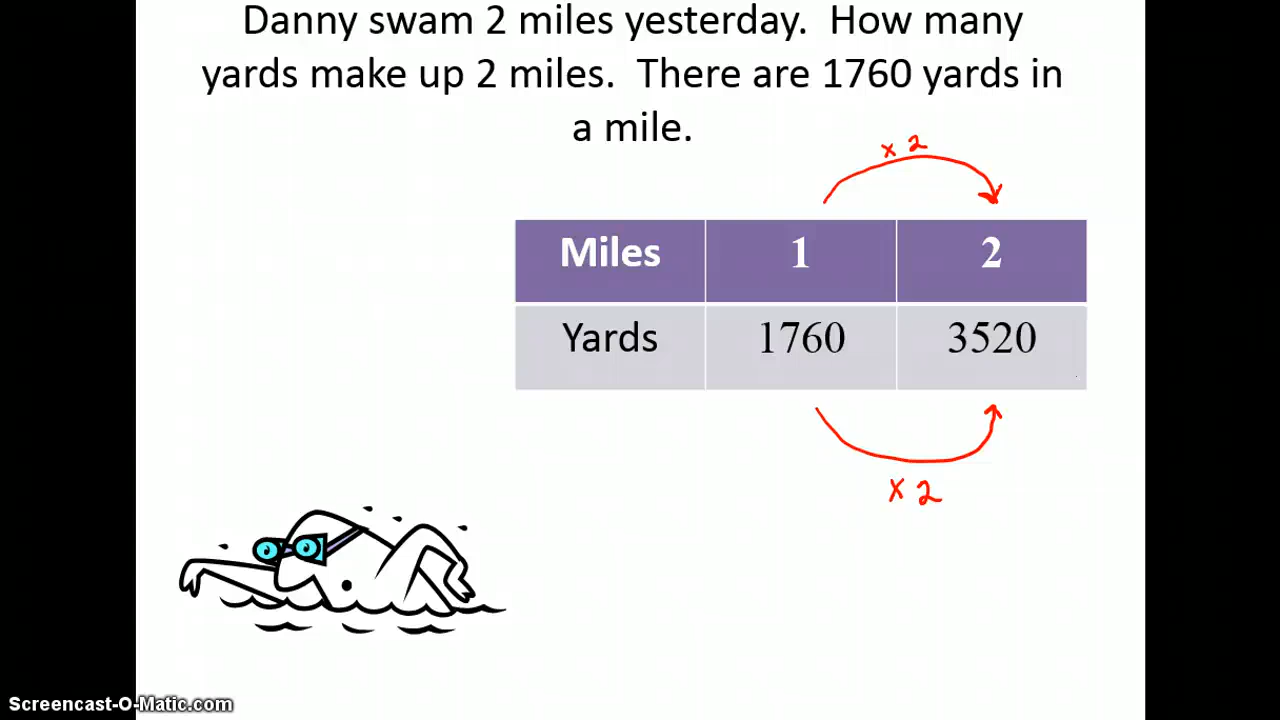 Danny swam 2 miles yesterday.  How many
yards make up 2 miles.  There are 1760 yards in
a mile.
x 2
Miles 1 2
Yards 1760 3520
x 2
Screencast-O-Matic.com